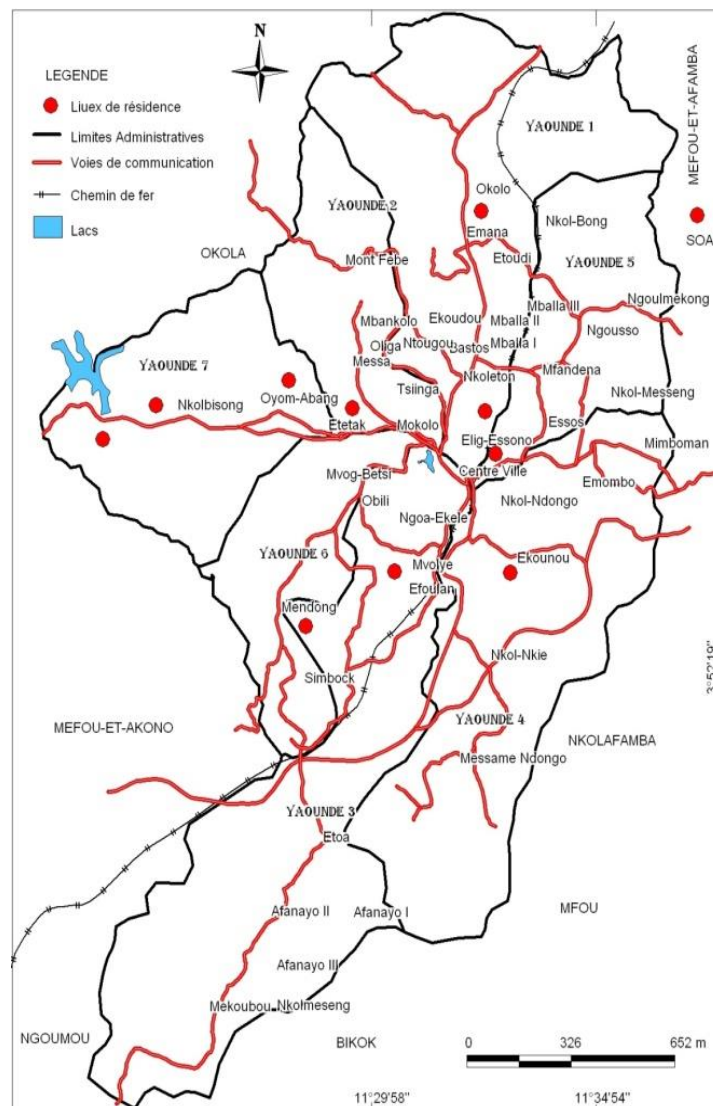 N
LEGENDE
Liuex de résidence
Limites Administratives
Voies de communication
Chemin de fer
Lacs
YAOUNDE 1
MEFOU-ET-AFAMBA
YAOUNDE 2
Okolo
Emana
Nkol-Bong
SOA
OKOLA
Mont Febe
Etoudi
YAOUNDE 5
Mballa III
Ngoulmekong
Mbankolo
Ekoudou
Mballa II
Ngousso
Oliga
Ntougou
Bastos
Mballa I
YAOUNDE 7
Messa
Nkoleton
Mfandena
Tsiinga
Nkol-Messeng
Nkolbisong
Oyom-Abang
Etetak
Mokolo
Elig-Essono
Essos
Mimboman
Mvog-Betsi
Centre Ville
Emombo
Obili
Nkol-Ndongo
Ngoa-Ekele
YAOUNDE 6
Mvolye
Ekounou
Efoulan
Mendong
Simbock
Nkol-Nkie
3°52'19"
MEFOU-ET-AKONO
YAOUNDE 4
NKOLAFAMBA
Messame Ndongo
YAOUNDE 3
Etoa
Afanayo II
Afanayo I
MFOU
Afanayo III
Mekoubou
Nkolmeseng
NGOUMOU
BIKOK
0
326
652 m
11°29'58"
11°34'54"